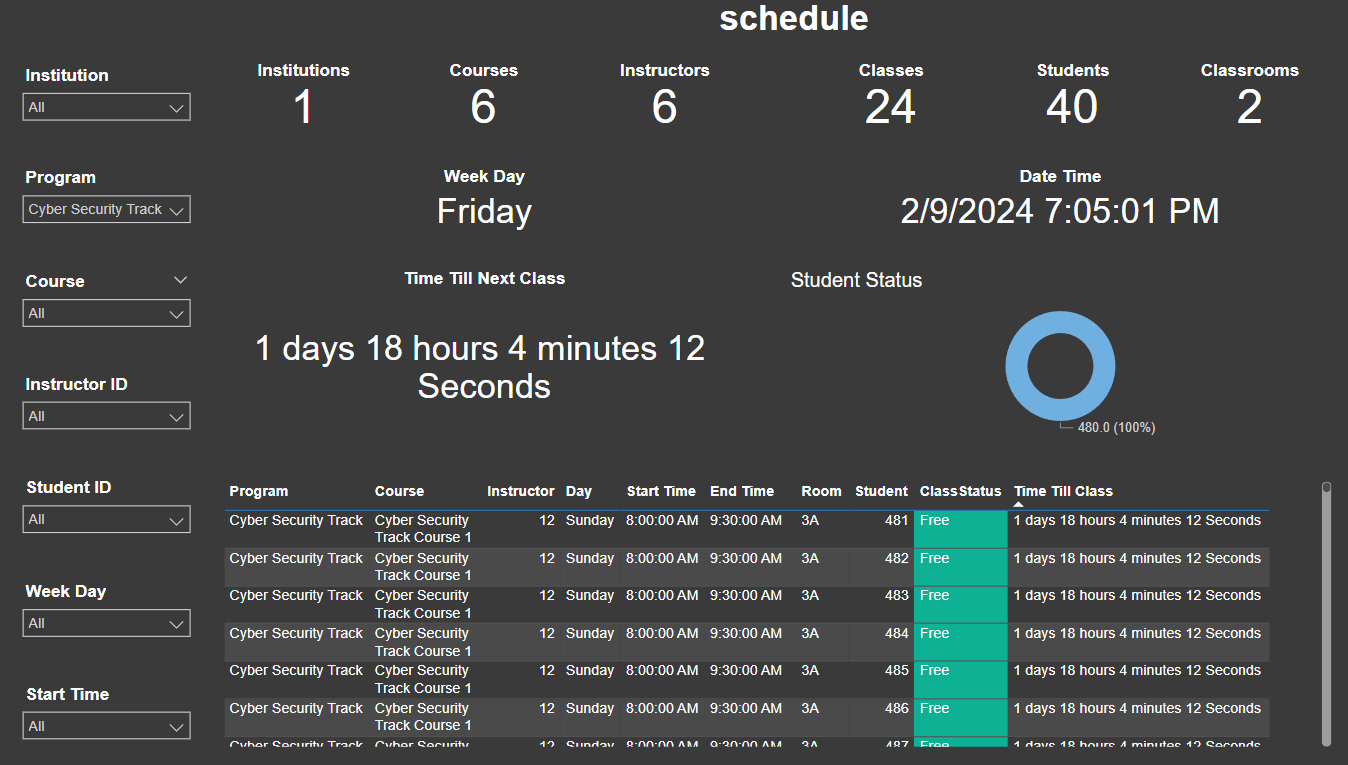 schedule
Institution
All
Institutions
1
Courses
6
Instructors
6
Classes
24
Students
40
Classrooms
2
Program
Cyber Security Track
Week Day
Friday
Date Time
2/9/2024 7:05:01 PM
Course
All
Time Till Next Class
1 days 18 hours 4 minutes 12
Seconds
Student Status
480.0 (100%)
Instructor ID
All
Student ID
All
Week Day
All
Start Time
All
Program Course Instructor Day Start Time End Time Room Student ClassStatus Time Till Class
Cyber Security Track Cyber Security 12 Sunday 8:00:00 AM 9:30:00 AM 3A 481 Free 1 days 18 hours 4 minutes 12 Seconds
Track Course 1
Cyber Security Track Cyber Security 12 Sunday 8:00:00 AM 9:30:00 AM 3A 482 Free 1 days 18 hours 4 minutes 12 Seconds
Track Course 1
Cyber Security Track Cyber Security 12 Sunday 8:00:00 AM 9:30:00 AM 3A 483 Free 1 days 18 hours 4 minutes 12 Seconds
Track Course 1
Cyber Security Track Cyber Security 12 Sunday 8:00:00 AM 9:30:00 AM 3A 484 Free 1 days 18 hours 4 minutes 12 Seconds
Track Course 1
Cyber Security Track Cyber Security 12 Sunday 8:00:00 AM 9:30:00 AM 3A 485 Free 1 days 18 hours 4 minutes 12 Seconds
Track Course 1
Cyber Security Track Cyber Security 12 Sunday 8:00:00 AM 9:30:00 AM 3A 486 Free 1 days 18 hours 4 minutes 12 Seconds
Track Course 1
Cyber Security Track Cyber Security 12 Sunday 8:00:00 AM 9:30:00 AM 3A 487 Free 1 days 18 hours 4 minutes 12 Seconds